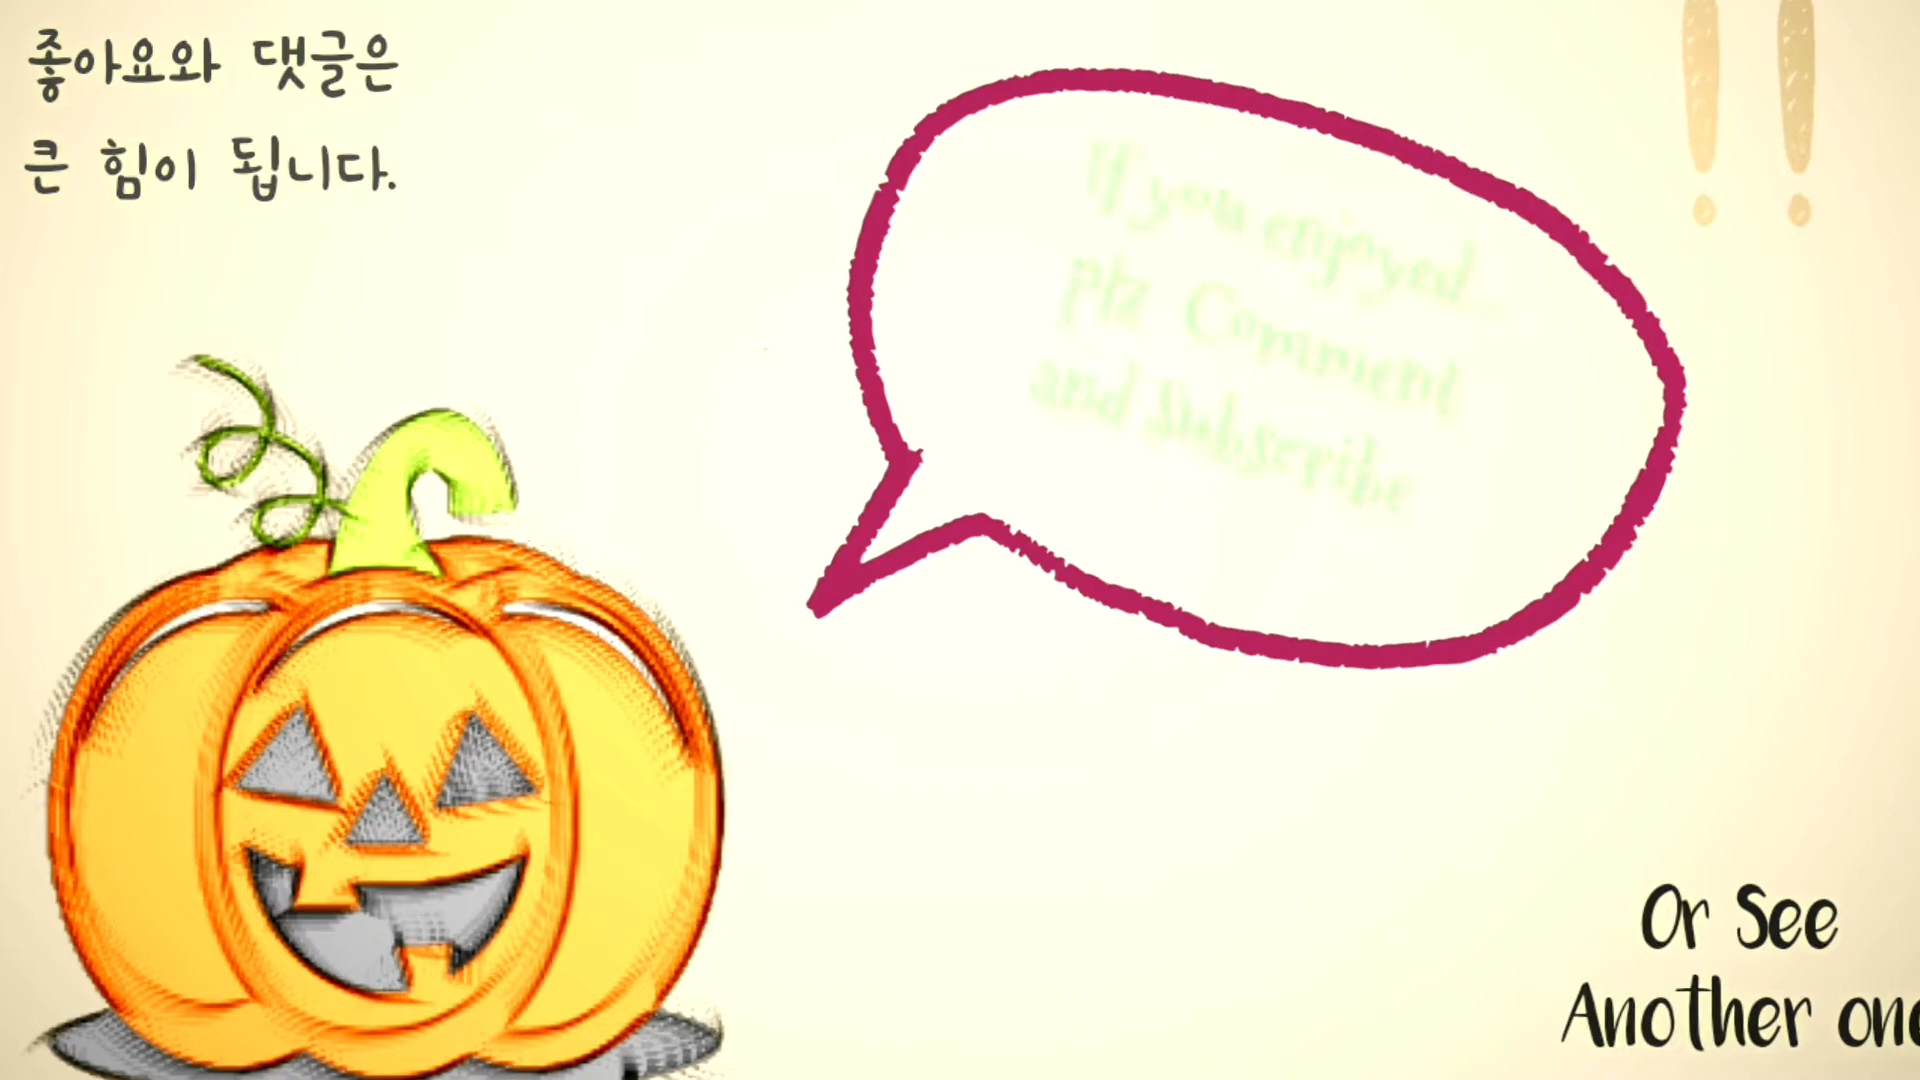 좋아요와 댓글은
큰 힘이 됩니다.
!!
If you enjoyed...
plz Comment
and Subscribe
Or See
Another one